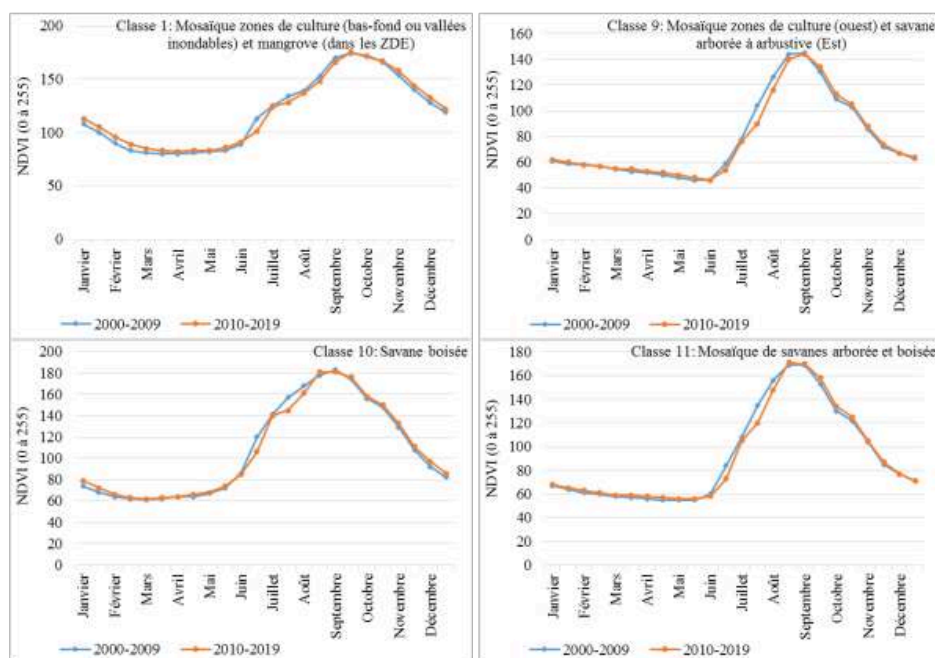 Classe 1: Mosaïque zones de culture (bas-fond ou vallées
inondables) et mangrove (dans les ZDE)
NDVI (0 à 255)
200
150
100
50
0
Janvier
Février
Mars
Avril
Mai
Juin
Juillet
Août
Septembre
Octobre
Novembre
Décembre
2000-2009
2010-2019
Classe 9: Mosaïque zones de culture (ouest) et savane
arborée à arbustive (Est)
NDVI (0 à 255)
160
140
120
100
80
60
40
20
0
Janvier
Février
Mars
Avril
Mai
Juin
Juillet
Août
Septembre
Octobre
Novembre
Décembre
2000-2009
2010-2019
Classe 10: Savane boisée
NDVI (0 à 255)
200
180
160
140
120
100
80
60
40
20
0
Janvier
Février
Mars
Avril
Mai
Juin
Juillet
Août
Septembre
Octobre
Novembre
Décembre
2000-2009
2010-2019
Classe 11: Mosaïque de savanes arborée et boisée
NDVI (0 à 255)
180
160
140
120
100
80
60
40
20
0
Janvier
Février
Mars
Avril
Mai
Juin
Juillet
Août
Septembre
Octobre
Novembre
Décembre
2000-2009
2010-2019